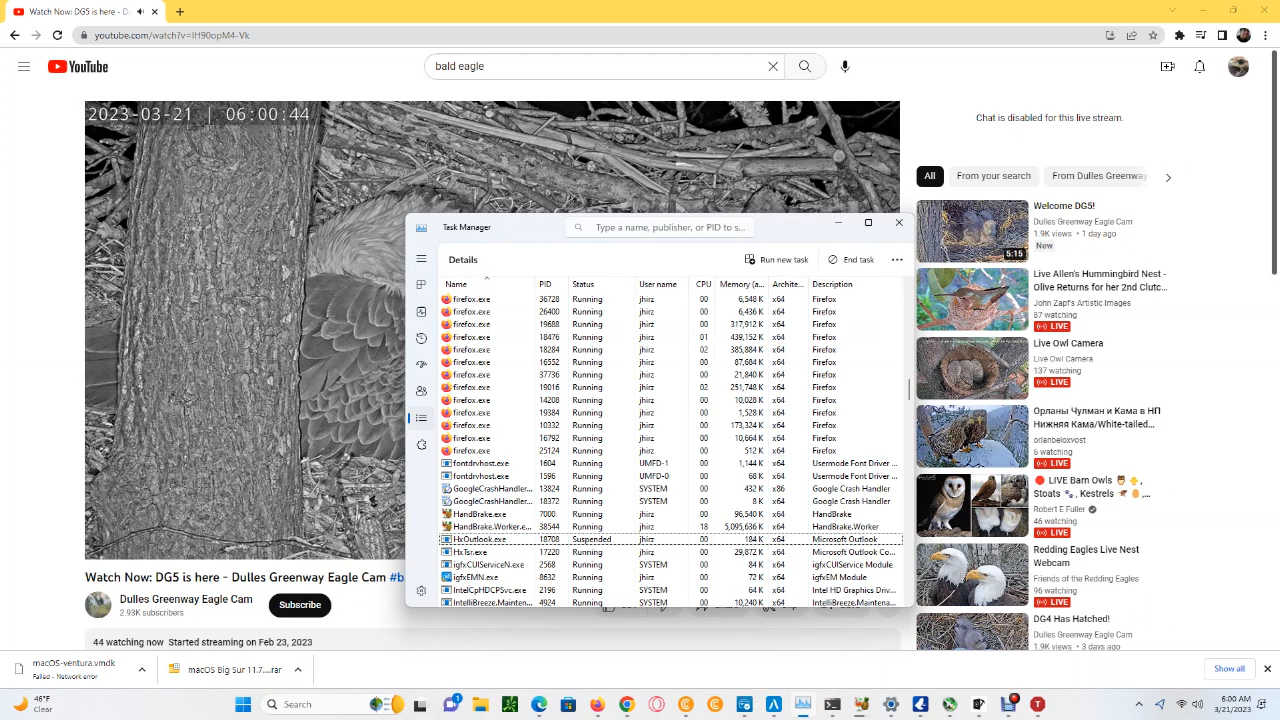 Watch Now: DG5 is here - D
youtube.com/watch?v=IH90opM4-Vk
YouTube
bald eagle
2023-03-21 | 06:00:44
Chat is disabled for this live stream.
All
From your search
From Dulles Greenway
Welcome DG5!
Dulles Greenway Eagle Cam
1.9K views • 1 day ago
New
5:15
Live Allen's Hummingbird Nest -
Olive Returns for her 2nd Clutc...
John Zapf's Artistic Images
87 watching
LIVE
Live Owl Camera
Live Owl Camera
137 watching
LIVE
Орланы Чулман и Кама в НП
Нижняя Кама/White-tailed...
orlanbeloxvost
6 watching
LIVE
LIVE Barn Owls
Stoats, Kestrels
Robert E Fuller
46 watching
LIVE
Redding Eagles Live Nest
Webcam
Friends of the Redding Eagles
96 watching
LIVE
DG4 Has Hatched!
Dulles Greenway Eagle Cam
1.9K views • 3 days ago
Task Manager
Type a name, publisher, or PID to s...
Details
Run new task
End task
Name PID Status User name CPU Memory (a... Archite... Description
firefox.exe 36728 Running jhirz 00 6,548 K x64 Firefox
firefox.exe 26400 Running jhirz 00 6,436 K x64 Firefox
firefox.exe 19688 Running jhirz 00 317,912 K x64 Firefox
firefox.exe 18476 Running jhirz 01 439,152 K x64 Firefox
firefox.exe 18284 Running jhirz 02 385,884 K x64 Firefox
firefox.exe 16552 Running jhirz 00 87,684 K x64 Firefox
firefox.exe 37736 Running jhirz 00 21,840 K x64 Firefox
firefox.exe 19016 Running jhirz 02 251,748 K x64 Firefox
firefox.exe 14208 Running jhirz 00 10,028 K x64 Firefox
firefox.exe 19384 Running jhirz 00 1,528 K x64 Firefox
firefox.exe 10332 Running jhirz 00 173,324 K x64 Firefox
firefox.exe 16792 Running jhirz 00 10,664 K x64 Firefox
firefox.exe 25124 Running jhirz 00 512 K x64 Firefox
fontdrvhost.exe 1604 Running UMFD-1 00 1,144 K x64 Usermode Font Driver ...
fontdrvhost.exe 1396 Running UMFD-0 00 68 K x64 Usermode Font Driver ...
GoogleCrashHandler... 13824 Running SYSTEM 00 432 K x86 Google Crash Handler
GoogleCrashHandler... 18372 Running SYSTEM 00 8 K x64 Google Crash Handler
HandBrake.exe 7000 Running jhirz 00 96,540 K x64 HandBrake
HandBrake.Worker.e... 38544 Running jhirz 18 5,095,636 K x64 HandBrake.Worker
HxOutlook.exe 18708 Suspended jhirz 00 184 K x64 Microsoft Outlook
HxTsr.exe 17220 Running jhirz 00 29,872 K x64 Microsoft Outlook Co...
igfxCUIServiceN.exe 2568 Running SYSTEM 00 84 K x64 igfxCUIService Module
igfxEMN.exe 8632 Running jhirz 00 72 K x64 igfxEM Module
IntelCpHDCPSvc.exe 2196 Running SYSTEM 00 64 K x64 Intel HD Graphics Driv...
IntelliBreeze.Mainten... 4924 Running SYSTEM 00 10,240 K x64 IntelliBreeze.Maintena...
Watch Now: DG5 is here - Dulles Greenway Eagle Cam #b
Dulles Greenway Eagle Cam
2.93K subscribers
Subscribe
44 watching now Started streaming on Feb 23, 2023
macOS-ventura.vmdk
Failed - Network error
macOS Big Sur 11.7....rar
Show all
46°F
Clear
Search
1
6:00 AM
3/21/2023